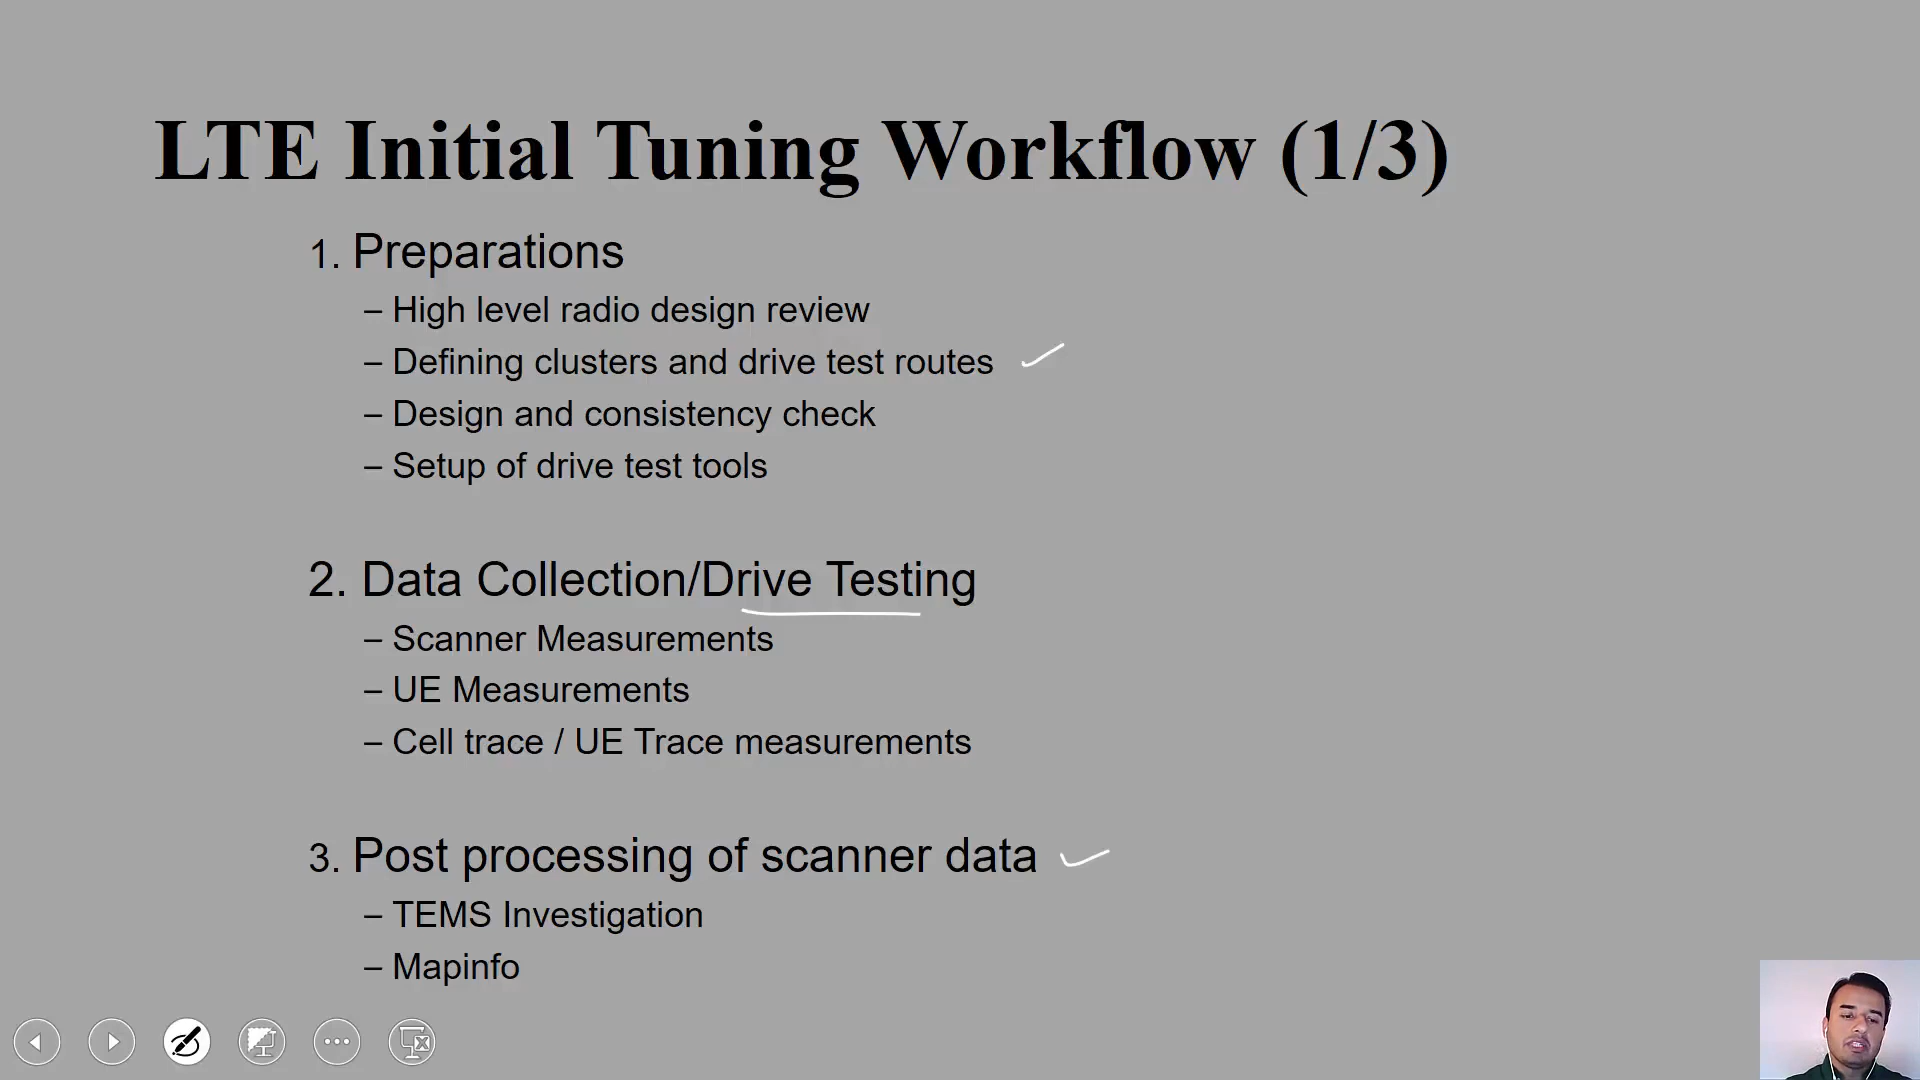 LTE Initial Tuning Workflow (1/3)
1. Preparations
– High level radio design review
– Defining clusters and drive test routes
– Design and consistency check
– Setup of drive test tools
2. Data Collection/Drive Testing
– Scanner Measurements
– UE Measurements
– Cell trace / UE Trace measurements
3. Post processing of scanner data
– TEMS Investigation
– Mapinfo